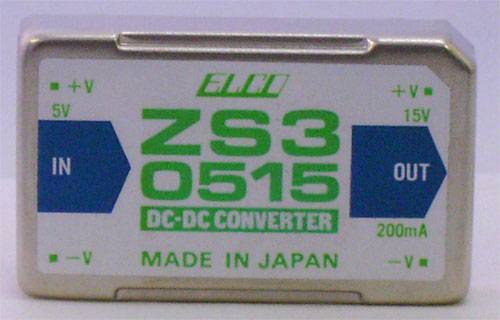 ELCO
+V
+V
5V
15V
ZS3
0515
IN
OUT
DC-DC CONVERTER
200mA
-V
MADE IN JAPAN
-V